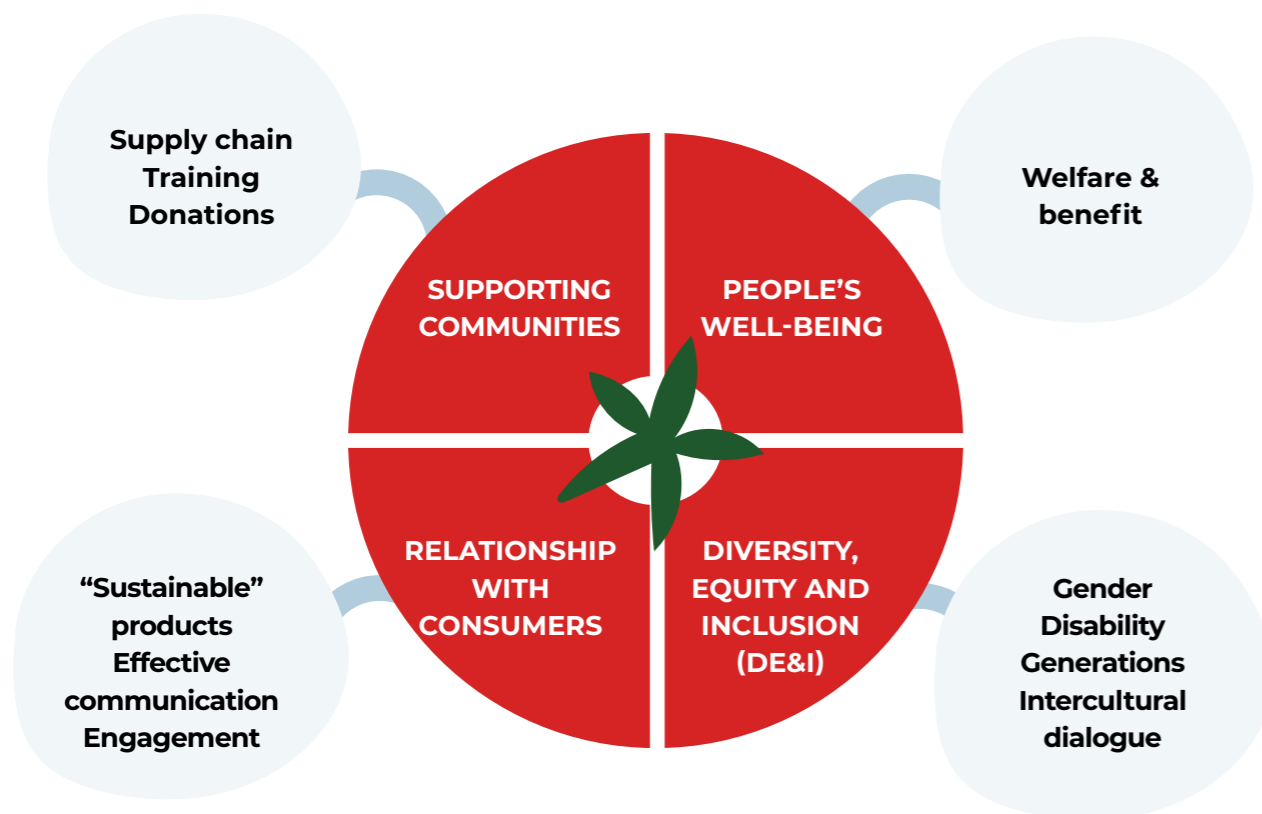 Supply chain
Training
Donations
Welfare &
benefit
SUPPORTING
COMMUNITIES
PEOPLE’S
WELL-BEING
RELATIONSHIP
WITH
CONSUMERS
DIVERSITY,
EQUITY AND
INCLUSION
(DE&I)
“Sustainable”
products
Effective
communication
Engagement
Gender
Disability
Generations
Intercultural
dialogue